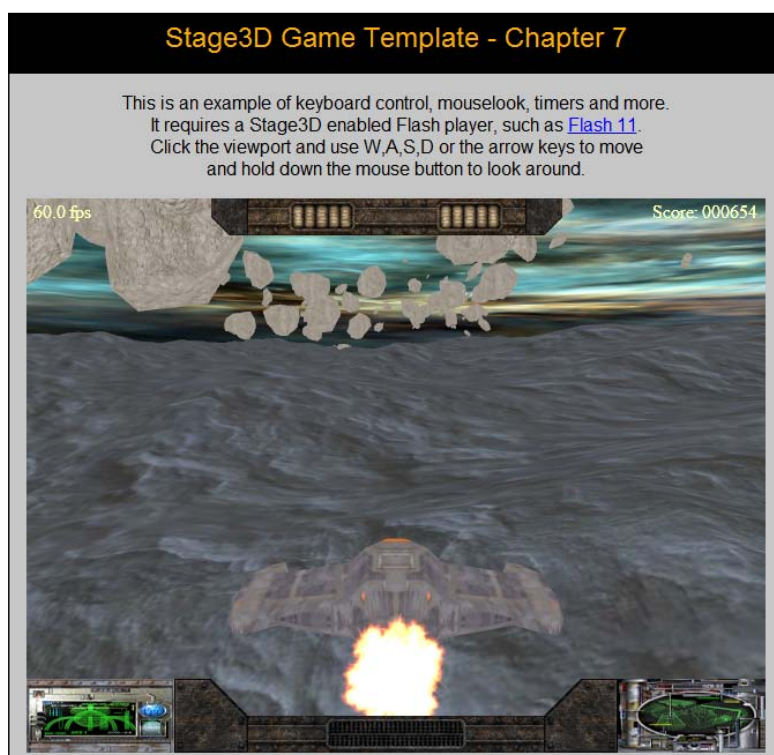 Stage3D Game Template - Chapter 7
This is an example of keyboard control, mouselook, timers and more.
It requires a Stage3D enabled Flash player, such as Flash 11.
Click the viewport and use W,A,S,D or the arrow keys to move
and hold down the mouse button to look around.
60.0 fps
Score: 000654